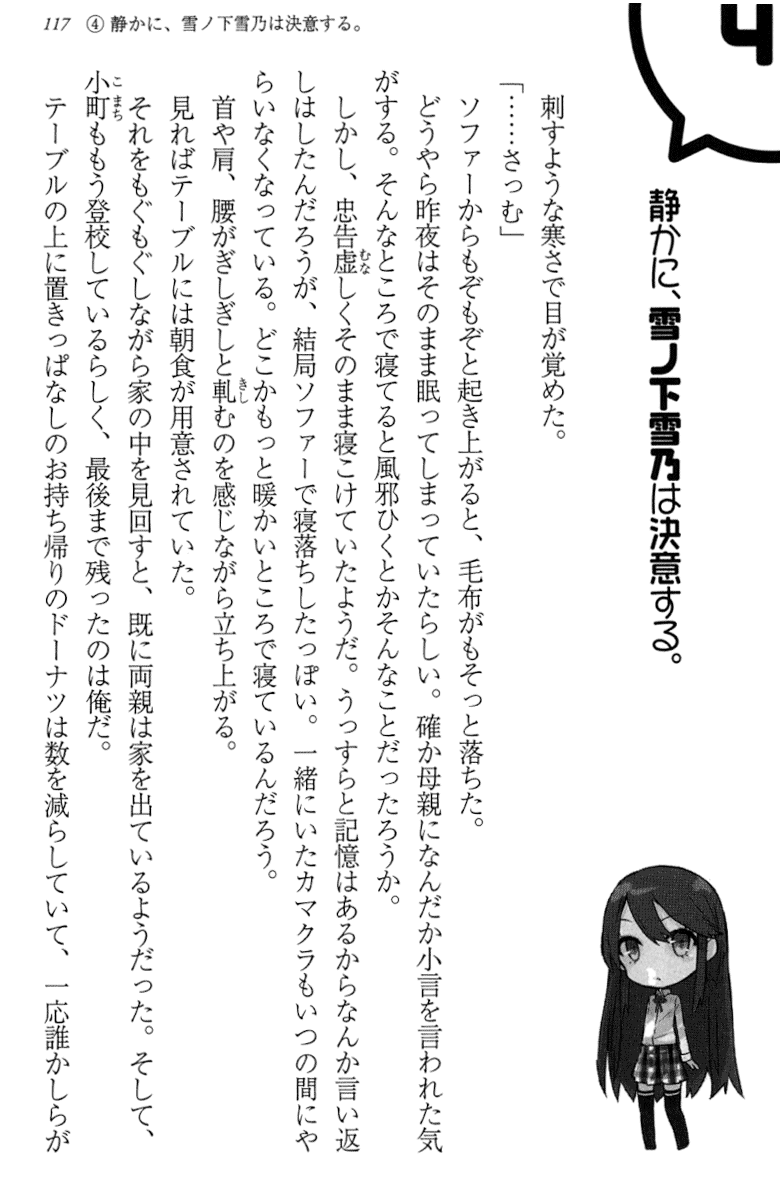 117 ④ 静かに、雪ノ下雪乃は決意する。
4
静かに、雪ノ下雪乃は決意する。
刺すような寒さで目が覚めた。
「……さっむ」
ソファーからもぞもぞと起き上がると、毛布がもそっと落ちた。
どうやら昨夜はそのまま眠ってしまっていたらしい。確か母親になんだか小言を言われた気
がする。そんなところで寝てると風邪ひくとかそんなことだったろうか。
しかし、忠告虚しくそのまま寝こけていたようだ。うっすらと記憶はあるからなんか言い返
しはしたんだろうが、結局ソファーで寝落ちしたっぽい。一緒にいたカマクラもいつの間にや
らいなくなっている。どこかもっと暖かいところで寝ているんだろう。
首や肩、腰がぎしぎしと軋むのを感じながら立ち上がる。
見ればテーブルには朝食が用意されていた。
それをもぐもぐしながら家の中を見回すと、既に両親は家を出ているようだった。そして、
小町ももう登校しているらしく、最後まで残ったのは俺だ。
テーブルの上に置きっぱなしのお持ち帰りのドーナツは数を減らしていて、一応誰かしらが